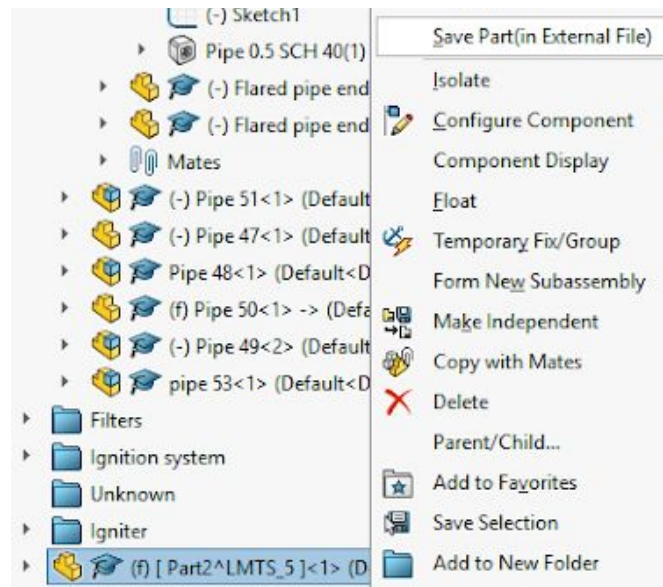 (-) Sketch1
Pipe 0.5 SCH 40(1)
(-) Flared pipe end
(-) Flared pipe end
Mates
(-) Pipe 51<1> (Default
(-) Pipe 47<1> (Default
Pipe 48<1> (Default<D
(f) Pipe 50<1> -> (Defa
(-) Pipe 49<2> (Default
pipe 53<1> (Default<D
Filters
Ignition system
Unknown
Igniter
(f) [ Part2^LMTS_5 ]<1> (D
Save Part(in External File)
Isolate
Configure Component
Component Display
Float
Temporary Fix/Group
Form New Subassembly
Make Independent
Copy with Mates
Delete
Parent/Child...
Add to Favorites
Save Selection
Add to New Folder